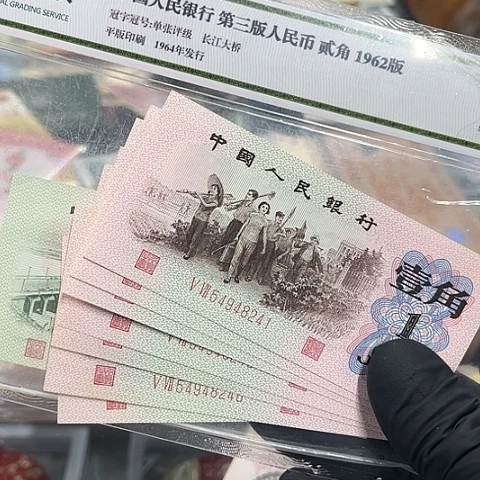 AL GRADING SERVICE
国人民银行 第三版人民币 贰角 1962版
冠字冠号:单张评级 长江大桥
平版印刷 1964年发行
中國人民銀行
壹角
1
VⅢ64948241
VⅢ64948246